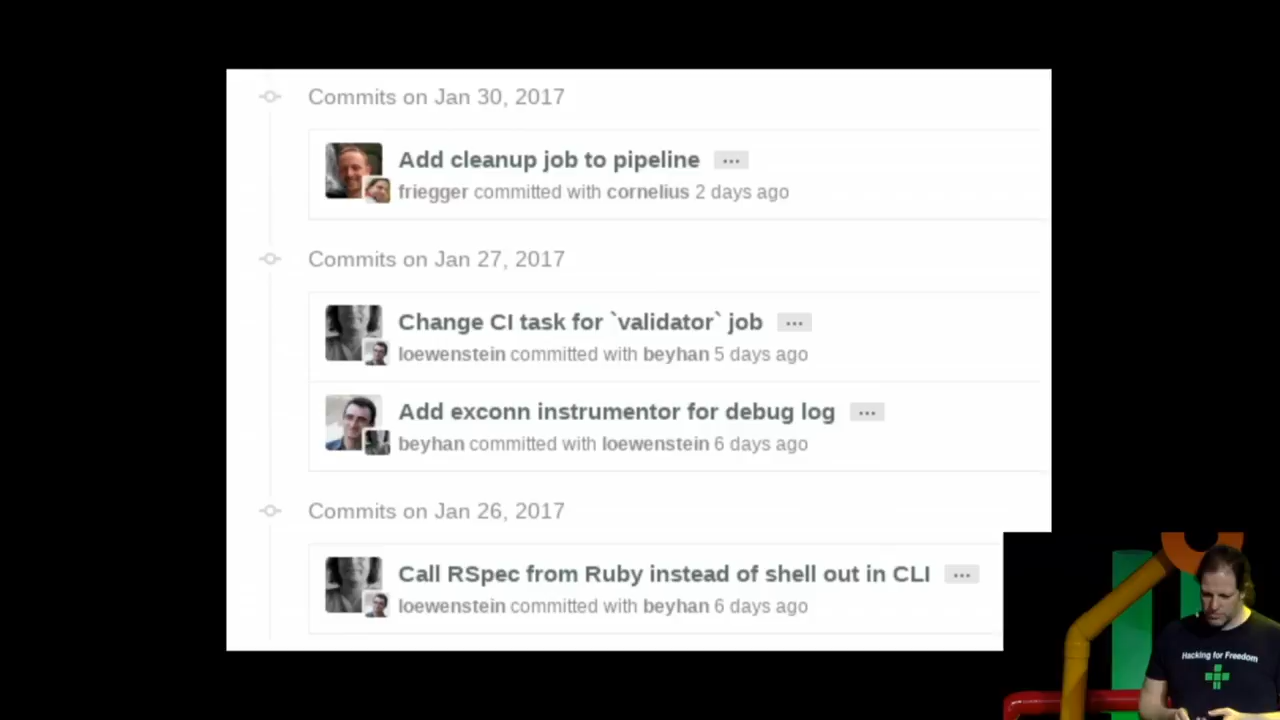 Commits on Jan 30, 2017
Add cleanup job to pipeline ...
friegger committed with cornelius 2 days ago
Commits on Jan 27, 2017
Change CI task for `validator` job ...
loewenstein committed with beyhan 5 days ago
Add exconn instrumentor for debug log ...
beyhan committed with loewenstein 6 days ago
Commits on Jan 26, 2017
Call RSpec from Ruby instead of shell out in CLI ...
loewenstein committed with beyhan 6 days ago
Hacking for Freedom